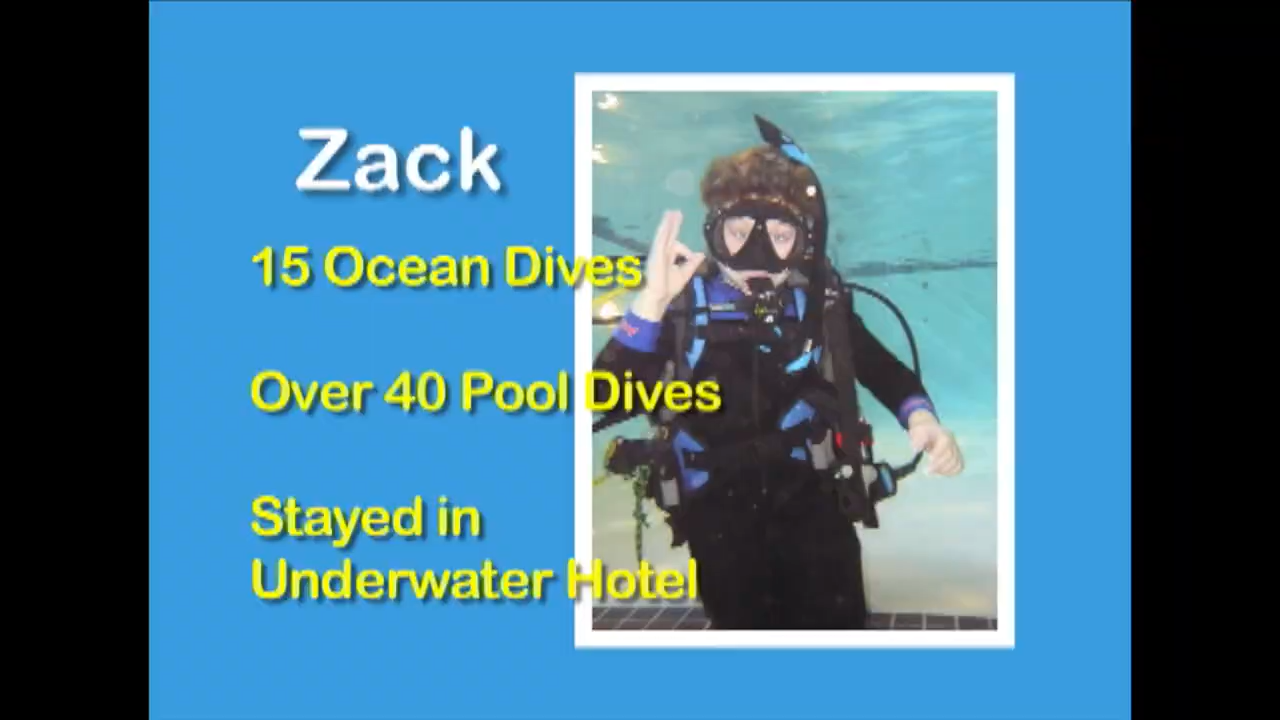 Zack
15 Ocean Dives
Over 40 Pool Dives
Stayed in
Underwater Hotel